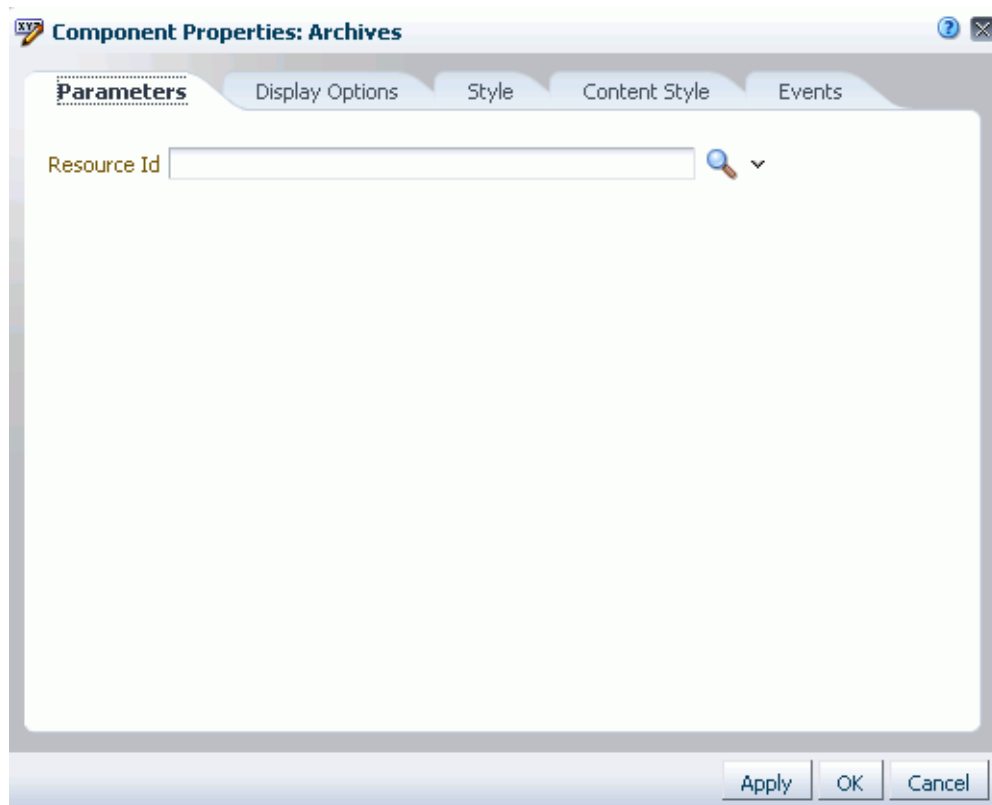 Component Properties: Archives
Parameters Display Options Style Content Style Events
Resource Id
Apply OK Cancel